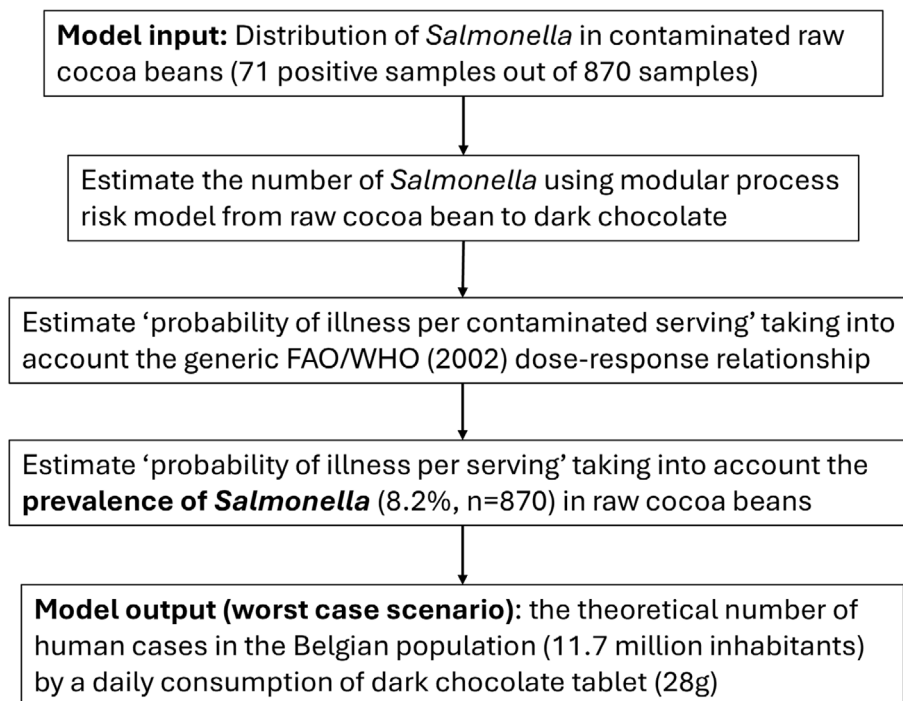 Model input: Distribution of Salmonella in contaminated raw
cocoa beans (71 positive samples out of 870 samples)
Estimate the number of Salmonella using modular process
risk model from raw cocoa bean to dark chocolate
Estimate ‘probability of illness per contaminated serving’ taking into
account the generic FAO/WHO (2002) dose-response relationship
Estimate ‘probability of illness per serving’ taking into account the
prevalence of Salmonella (8.2%, n=870) in raw cocoa beans
Model output (worst case scenario): the theoretical number of
human cases in the Belgian population (11.7 million inhabitants)
by a daily consumption of dark chocolate tablet (28g)